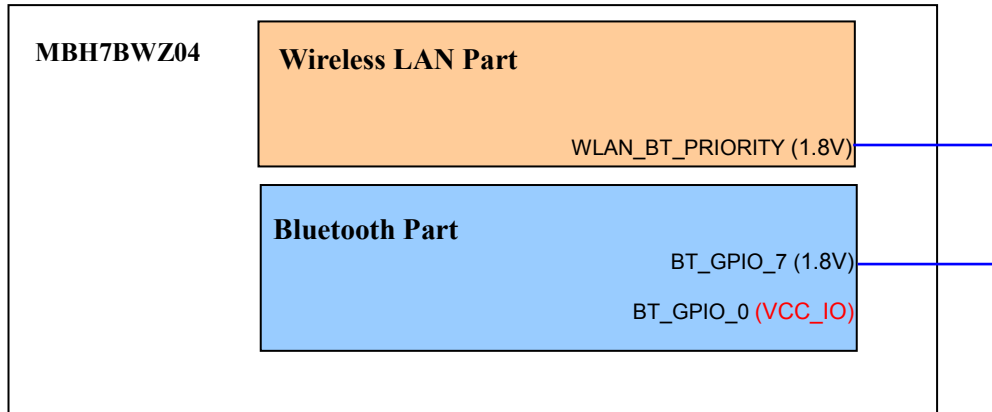 MBH7BWZ04
Wireless LAN Part
WLAN_BT_PRIORITY (1.8V)
Bluetooth Part
BT_GPIO_7 (1.8V)
BT_GPIO_0 (VCC_IO)